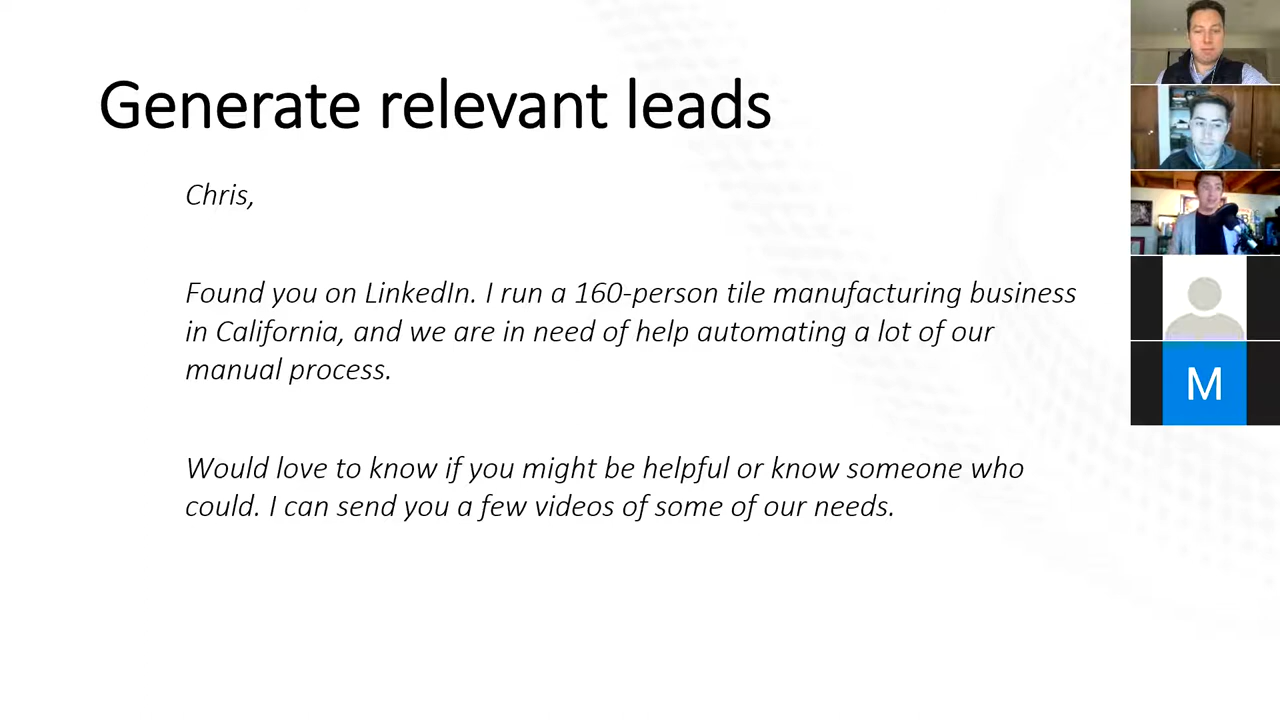 Generate relevant leads
Chris,
Found you on LinkedIn. I run a 160-person tile manufacturing business
in California, and we are in need of help automating a lot of our
manual process.
Would love to know if you might be helpful or know someone who
could. I can send you a few videos of some of our needs.
M